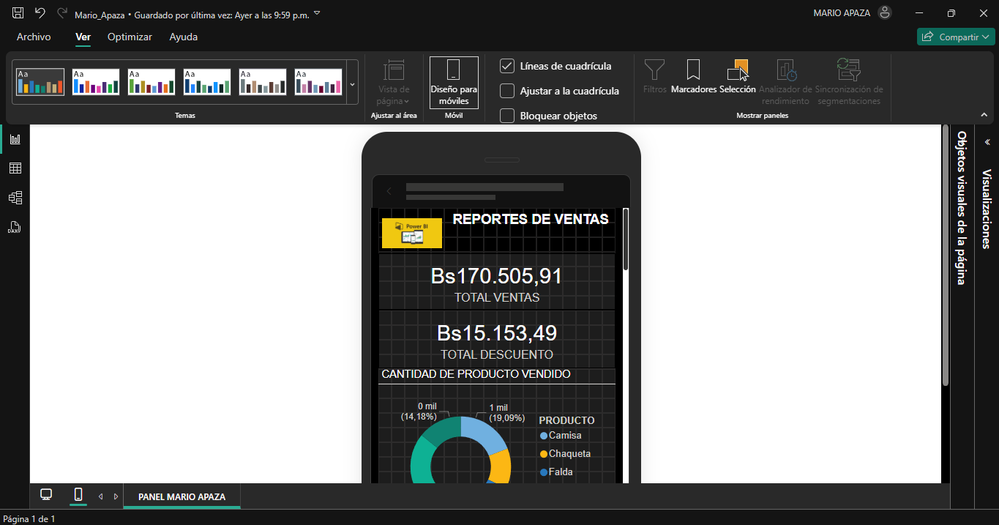 Mario_Apaza • Guardado por última vez: Ayer a las 9:59 p.m.
MARIO APAZA
Archivo
Ver
Optimizar
Ayuda
Compartir
Aa
Aa
Aa
Aa
Aa
Aa
Temas
Vista de
página
Ajustar al área
Diseño para
móviles
Móvil
Líneas de cuadrícula
Ajustar a la cuadrícula
Bloquear objetos
Filtros
Marcadores
Selección
Analizador de
rendimiento
Sincronización de
segmentaciones
Mostrar paneles
DAX
Power BI
REPORTES DE VENTAS
Bs170.505,91
TOTAL VENTAS
Bs15.153,49
TOTAL DESCUENTO
CANTIDAD DE PRODUCTO VENDIDO
0 mil
(14,18%)
1 mil
(19,09%)
PRODUCTO
Camisa
Chaqueta
Falda
Objetos visuales de la página
Visualizaciones
PANEL MARIO APAZA
Página 1 de 1